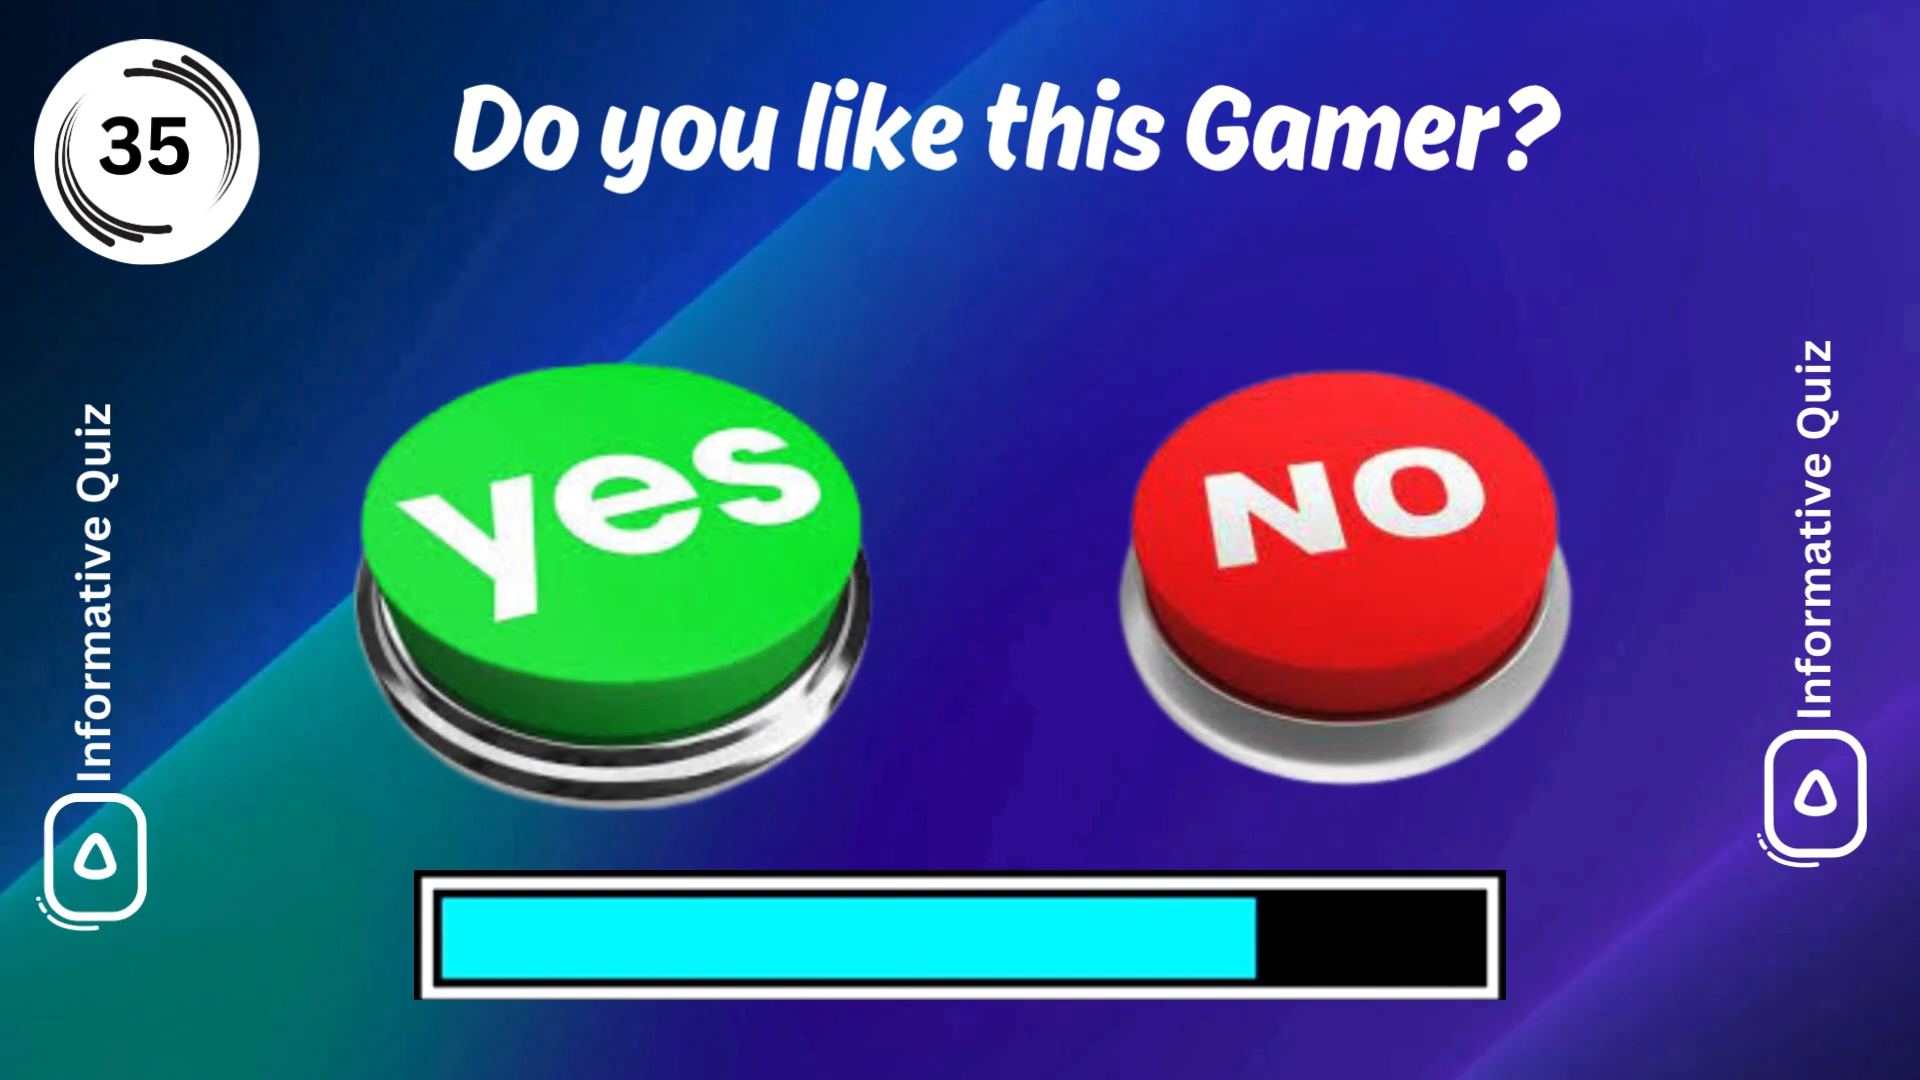 35
Do you like this Gamer?
yes
NO
Informative Quiz
Informative Quiz